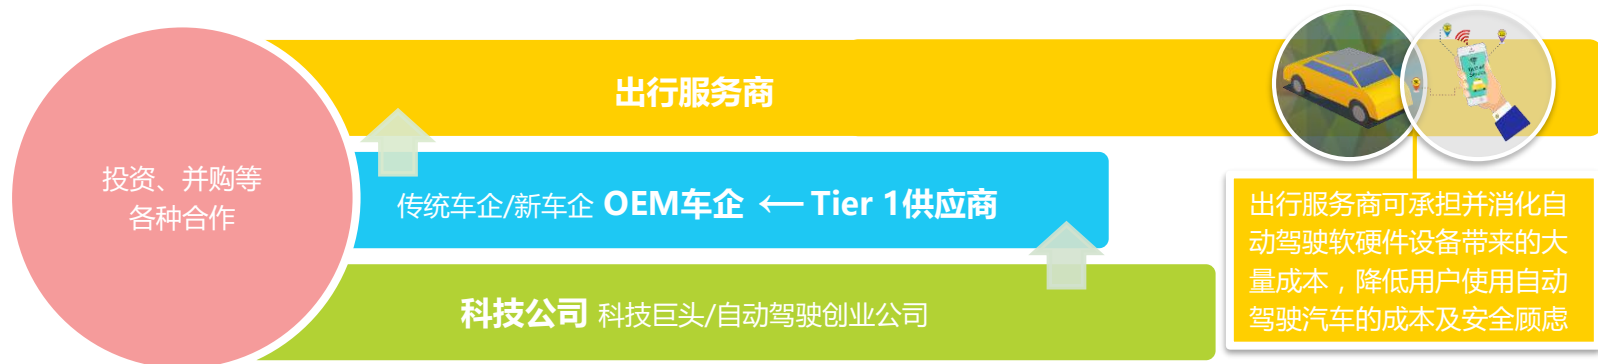 出行服务商
投资、并购等
各种合作
传统车企/新车企 OEM车企 ← Tier 1供应商
科技公司 科技巨头/自动驾驶创业公司
出行服务商可承担并消化自
动驾驶软硬件设备带来的大
量成本，降低用户使用自动
驾驶汽车的成本及安全顾虑